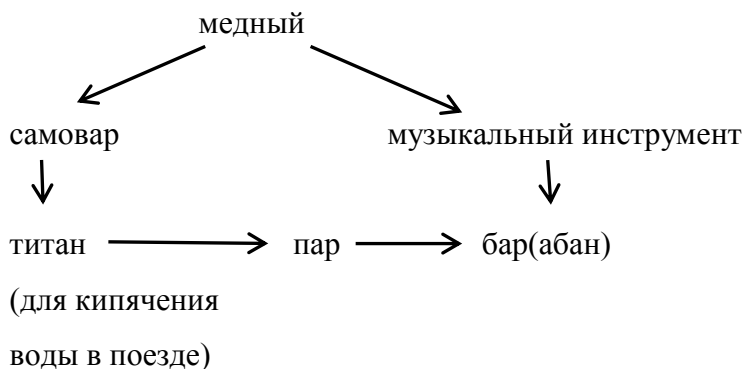 медный
самовар музыкальный инструмент
титан пар бар(абан)
(для кипячения
воды в поезде)